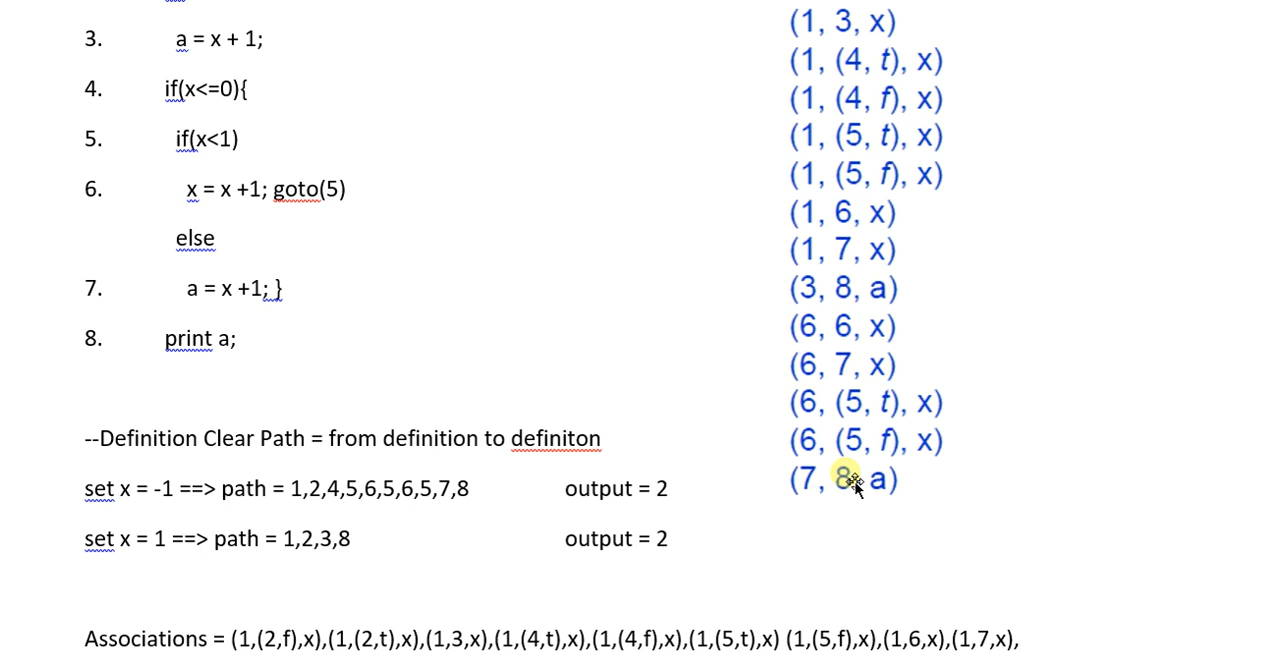 3. a = x + 1;
4. if(x<=0){
5. if(x<1)
6. x = x +1; goto(5)
else
7. a = x +1; }
8. print a;
--Definition Clear Path = from definition to definiton
set x = -1 ==> path = 1,2,4,5,6,5,6,5,7,8 output = 2
set x = 1 ==> path = 1,2,3,8 output = 2
Associations = (1,(2,f),x),(1,(2,t),x),(1,3,x),(1,(4,t),x),(1,(4,f),x),(1,(5,t),x) (1,(5,f),x),(1,6,x),(1,7,x),
(1, 3, x)
(1, (4, t), x)
(1, (4, f), x)
(1, (5, t), x)
(1, (5, f), x)
(1, 6, x)
(1, 7, x)
(3, 8, a)
(6, 6, x)
(6, 7, x)
(6, (5, t), x)
(6, (5, f), x)
(7, 8, a)